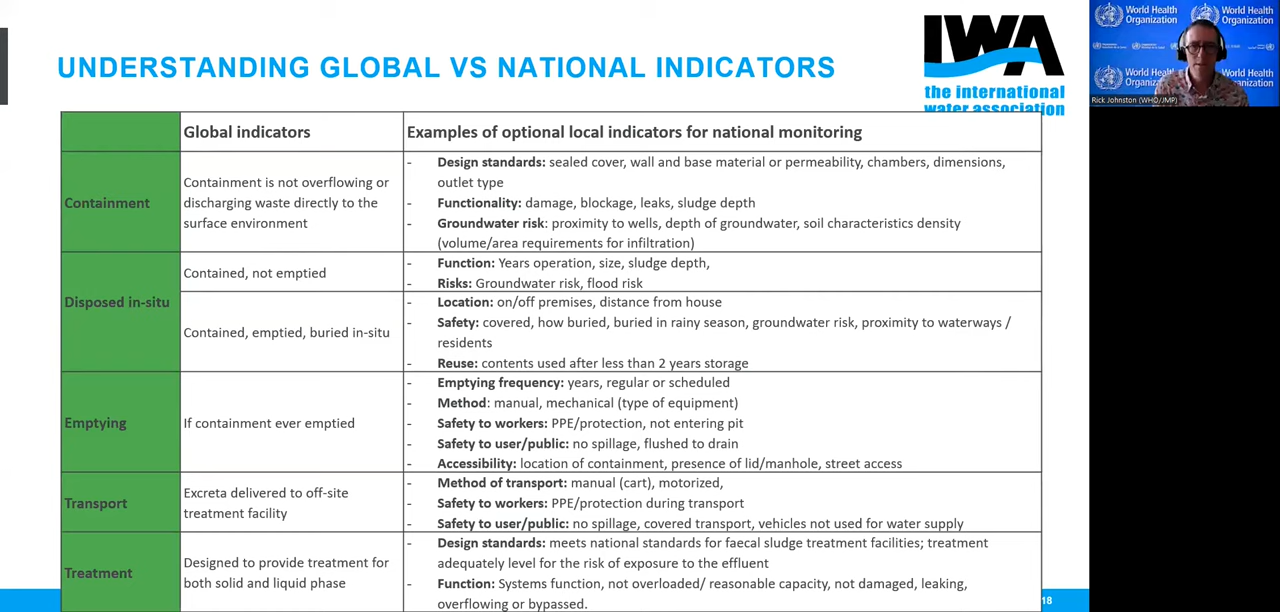 UNDERSTANDING GLOBAL VS NATIONAL INDICATORS
IWA
the international
water association
World Health
Organization
World Health
Organization
World Health
Organization
World Health
Organization
Rick Johnston (WHO/JMP)
Global indicators
Examples of optional local indicators for national monitoring
Containment
Containment is not overflowing or
discharging waste directly to the
surface environment
- Design standards: sealed cover, wall and base material or permeability, chambers, dimensions,
outlet type
- Functionality: damage, blockage, leaks, sludge depth
- Groundwater risk: proximity to wells, depth of groundwater, soil characteristics density
(volume/area requirements for infiltration)
Disposed in-situ
Contained, not emptied
- Function: Years operation, size, sludge depth,
- Risks: Groundwater risk, flood risk
Contained, emptied, buried in-situ
- Location: on/off premises, distance from house
- Safety: covered, how buried, buried in rainy season, groundwater risk, proximity to waterways /
residents
- Reuse: contents used after less than 2 years storage
Emptying
If containment ever emptied
- Emptying frequency: years, regular or scheduled
- Method: manual, mechanical (type of equipment)
- Safety to workers: PPE/protection, not entering pit
- Safety to user/public: no spillage, flushed to drain
- Accessibility: location of containment, presence of lid/manhole, street access
Transport
Excreta delivered to off-site
treatment facility
- Method of transport: manual (cart), motorized,
- Safety to workers: PPE/protection during transport
- Safety to user/public: no spillage, covered transport, vehicles not used for water supply
Treatment
Designed to provide treatment for
both solid and liquid phase
- Design standards: meets national standards for faecal sludge treatment facilities; treatment
adequately level for the risk of exposure to the effluent
- Function: Systems function, not overloaded/ reasonable capacity, not damaged, leaking,
overflowing or bypassed.
18